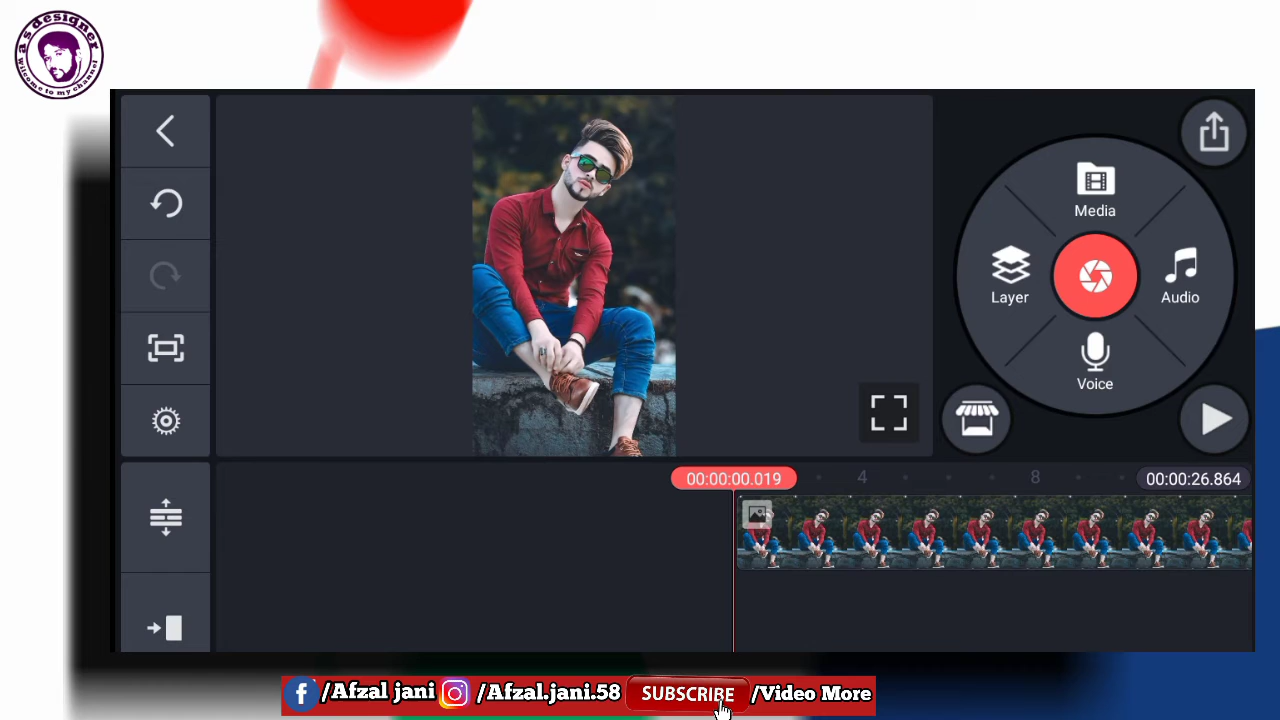 as designer
Wilcome to my channel
Media
Layer
Audio
Voice
00:00:00.019
4
8
00:00:26.864
/Afzal jani
/Afzal.jani.58
SUBSCRIBE
/Video More